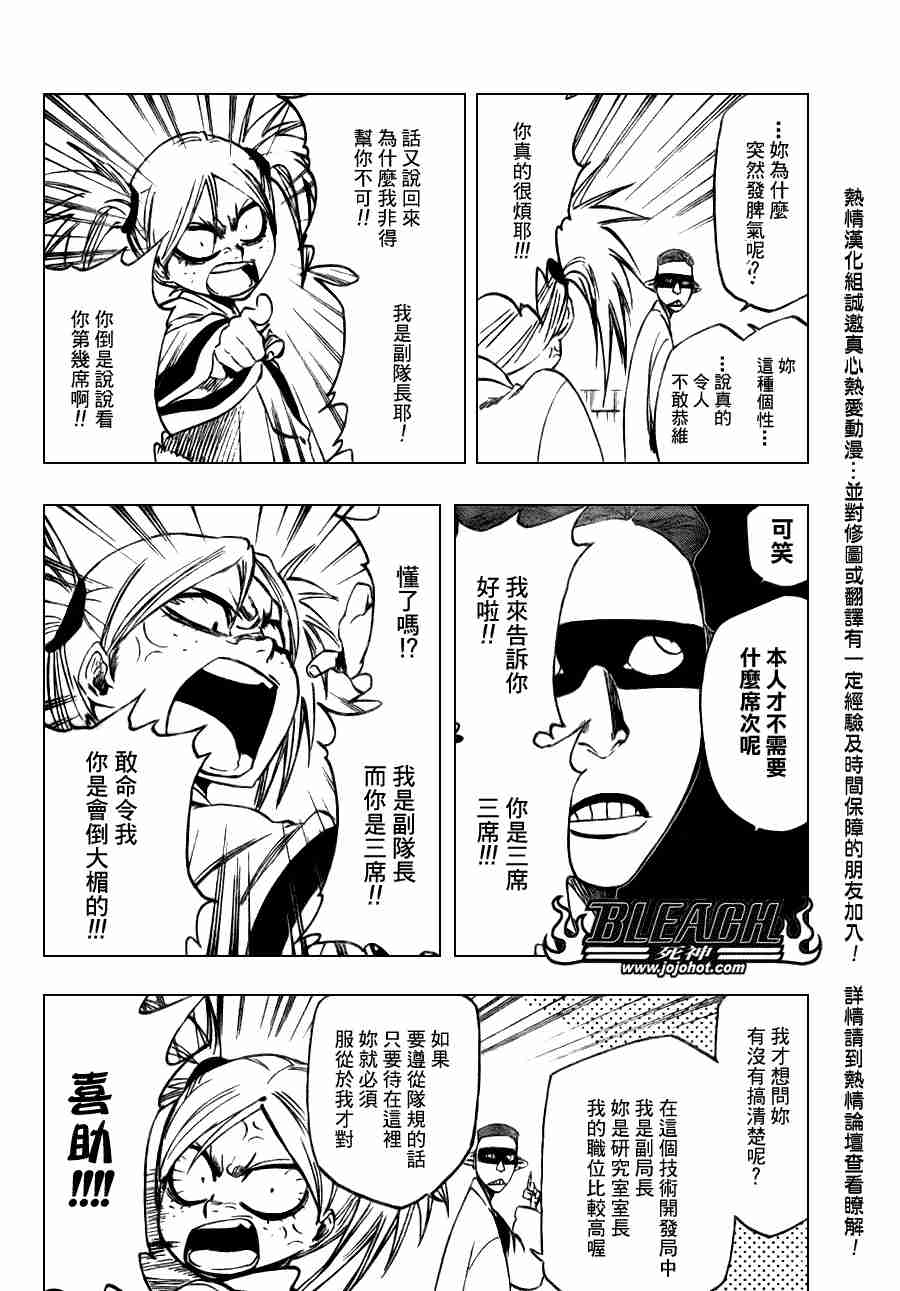 …妳為什麼
突然發脾氣呢?
你真的很煩耶!!!
妳
這種個性…
…說真的
令人
不敢恭維
話又說回來
為什麼我非得
幫你不可!!
我是副隊長耶!
你倒是說說看
你第幾席啊!!
可笑
本人才不需要
什麼席次呢
我來告訴你
好啦!!
你是三席
三席!!!
懂了嗎!?
我是副隊長
而你是三席!!
敢命令我
你是會倒大楣的!!!
我才想問妳
有沒有搞清楚呢?
在這個技術開發局中
我是副局長
妳是研究室室長
我的職位比較高喔
如果
要遵從隊規的話
只要待在這裡
妳就必須
服從於我才對
喜助!!!!
熱情漢化組誠邀真心熱愛動漫…並對修圖或翻譯有一定經驗及時間保障的朋友加入! 詳情請到熱情論壇查看瞭解!
BLEACH
死神
www.jojohot.com